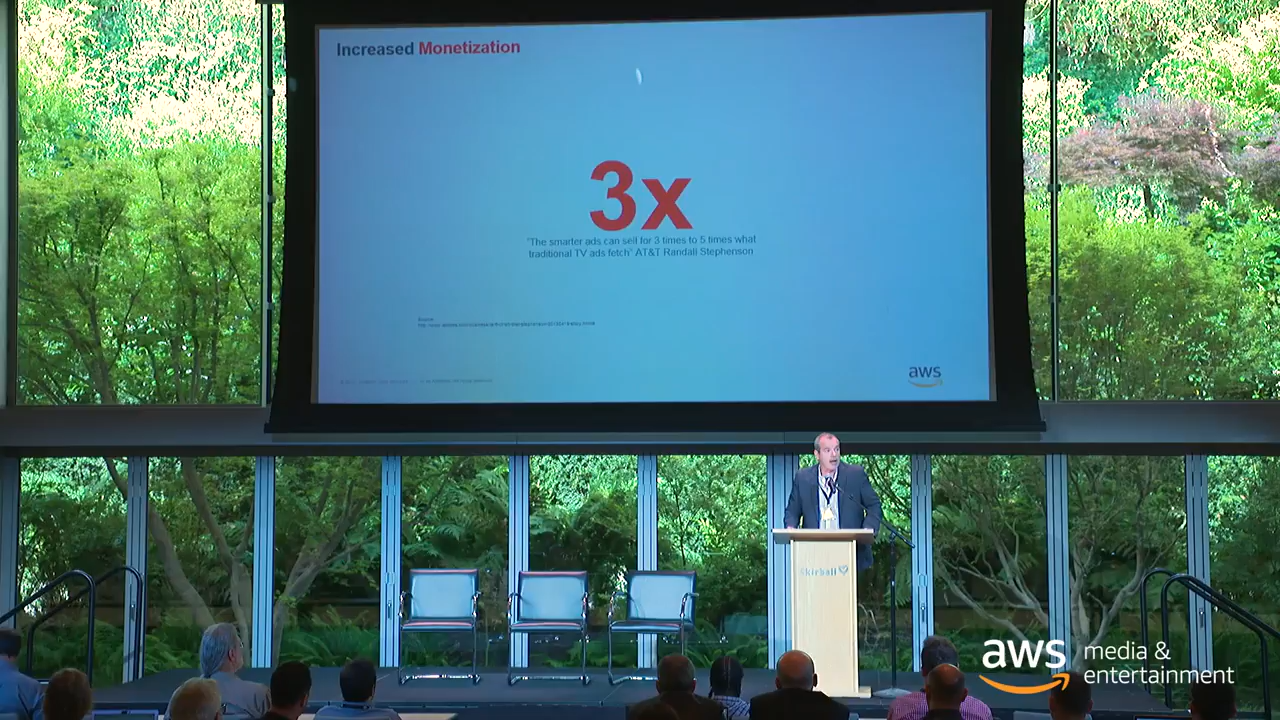 Increased Monetization
3x
"The smarter ads can sell for 3 times to 5 times what
traditional TV ads fetch" AT&T Randall Stephenson
aws
skirball
aws media &
entertainment